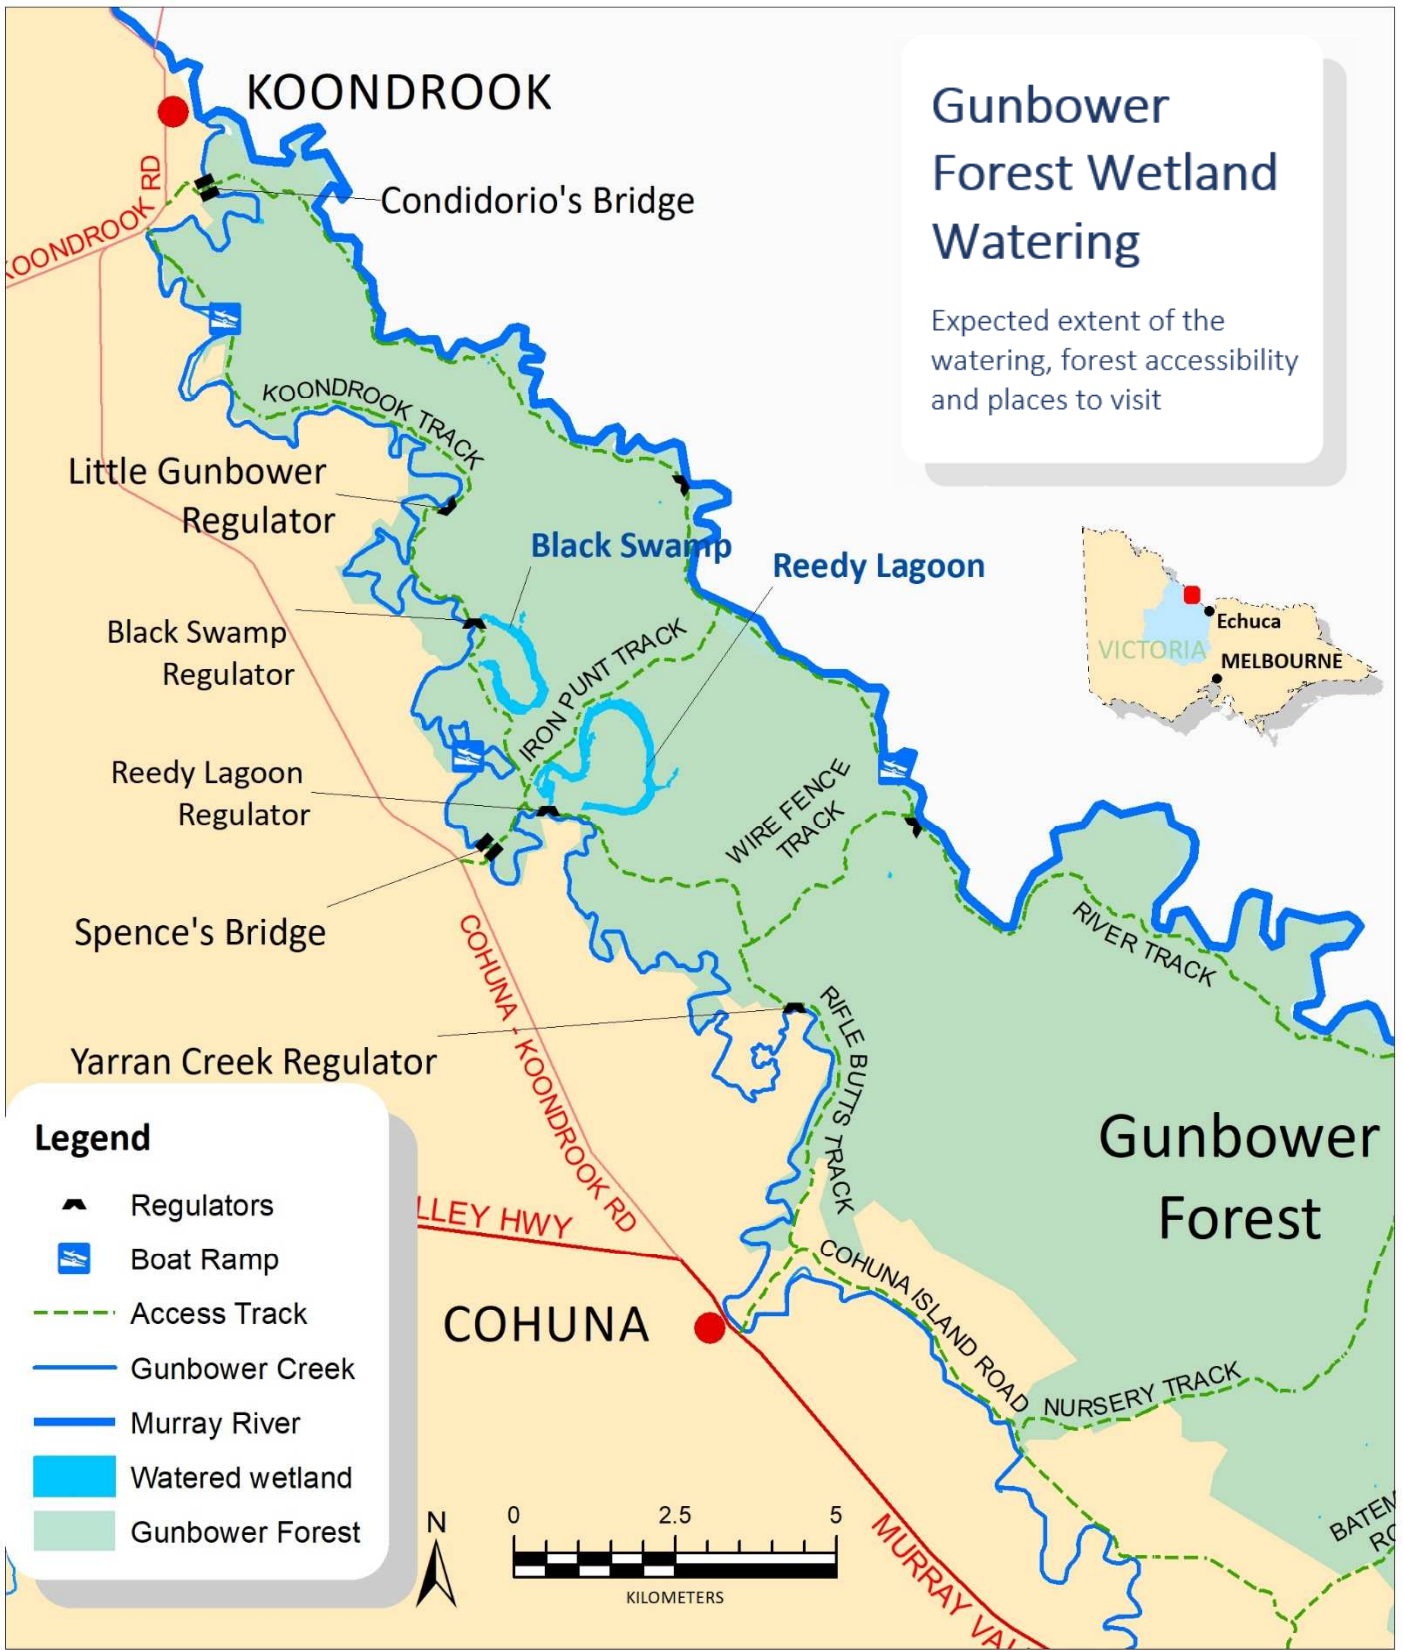 KOONDROOK
Gunbower
Forest Wetland
Watering
Expected extent of the
watering, forest accessibility
and places to visit
KOONDROOK RD
Condidorio's Bridge
KOONDROOK TRACK
Little Gunbower
Regulator
Black Swamp
Reedy Lagoon
Echuca
VICTORIA
MELBOURNE
Black Swamp
Regulator
IRON PUNT TRACK
Reedy Lagoon
Regulator
WIRE FENCE
TRACK
Spence's Bridge
RIVER TRACK
COHUNA - KOONDROOK RD
Yarran Creek Regulator
RIFLE BUTTS TRACK
Gunbower
Forest
Legend
Regulators
Boat Ramp
Access Track
Gunbower Creek
Murray River
Watered wetland
Gunbower Forest
LLEY HWY
COHUNA
COHUNA ISLAND ROAD
NURSERY TRACK
BATEM
RO
N
0 2.5 5
KILOMETERS
MURRAY VAL